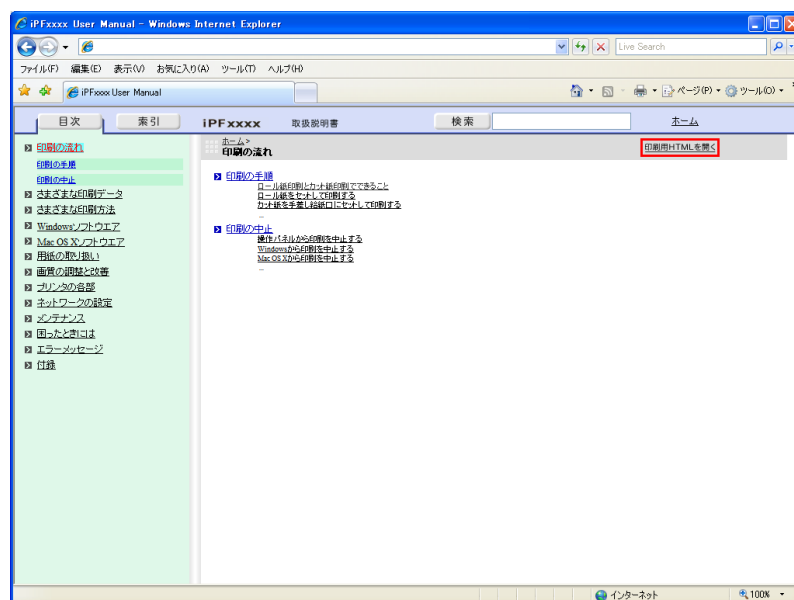 iPFxxxx User Manual - Windows Internet Explorer
Live Search
ファイル(F) 編集(E) 表示(V) お気に入り(A) ツール(T) ヘルプ(H)
iPFxxxx User Manual
ページ(P) ツール(O)
目次 索引 iPFxxxx 取扱説明書 検索 ホーム
ホーム>
印刷の流れ
印刷用HTMLを開く
印刷の流れ
印刷の手順
印刷の中止
さまざまな印刷データ
さまざまな印刷方法
Windowsソフトウエア
Mac OS Xソフトウエア
用紙の取り扱い
画質の調整と改善
プリンタの各部
ネットワークの設定
メンテナンス
困ったときには
エラーメッセージ
付録
印刷の手順
ロール紙印刷とカット紙印刷でできること
ロール紙をセットして印刷する
カット紙を手差し給紙口にセットして印刷する
...
印刷の中止
操作パネルから印刷を中止する
Windowsから印刷を中止する
Mac OS Xから印刷を中止する
...
インターネット 100%